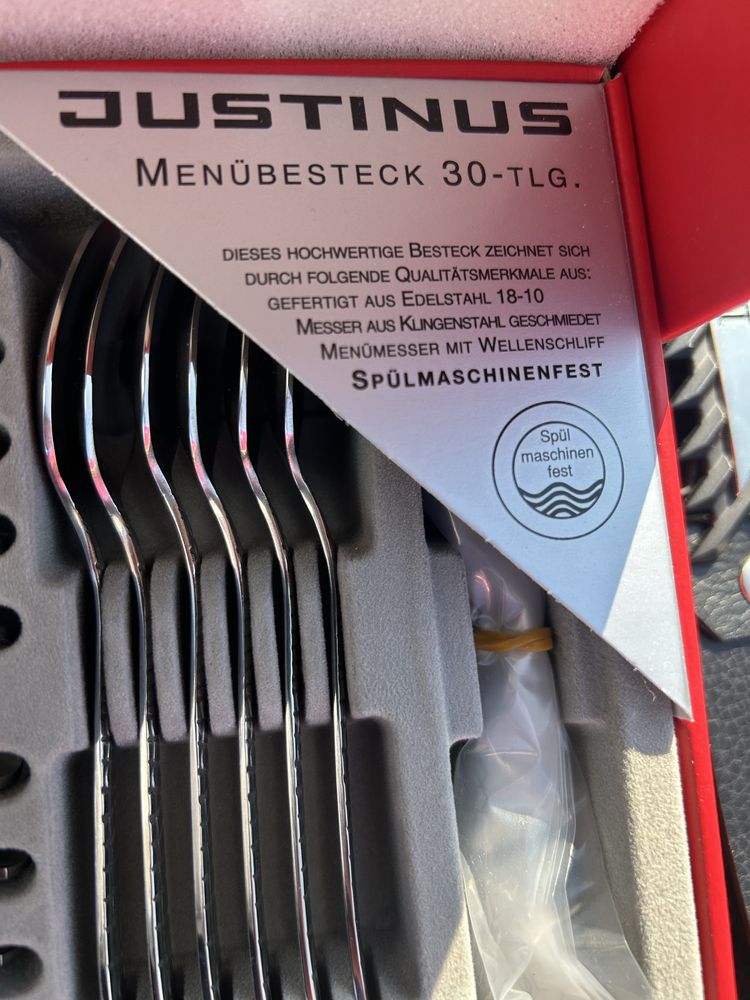 JUSTINUS
MENÜBESTECK 30-TLG.
DIESES HOCHWERTIGE BESTECK ZEICHNET SICH
DURCH FOLGENDE QUALITÄTSMERKMALE AUS:
GEFERTIGT AUS EDELSTAHL 18-10
MESSER AUS KLINGENSTAHL GESCHMIEDET
MENÜMESSER MIT WELLENSCHLIFF
SPÜLMASCHINENFEST
Spül
maschinen
fest